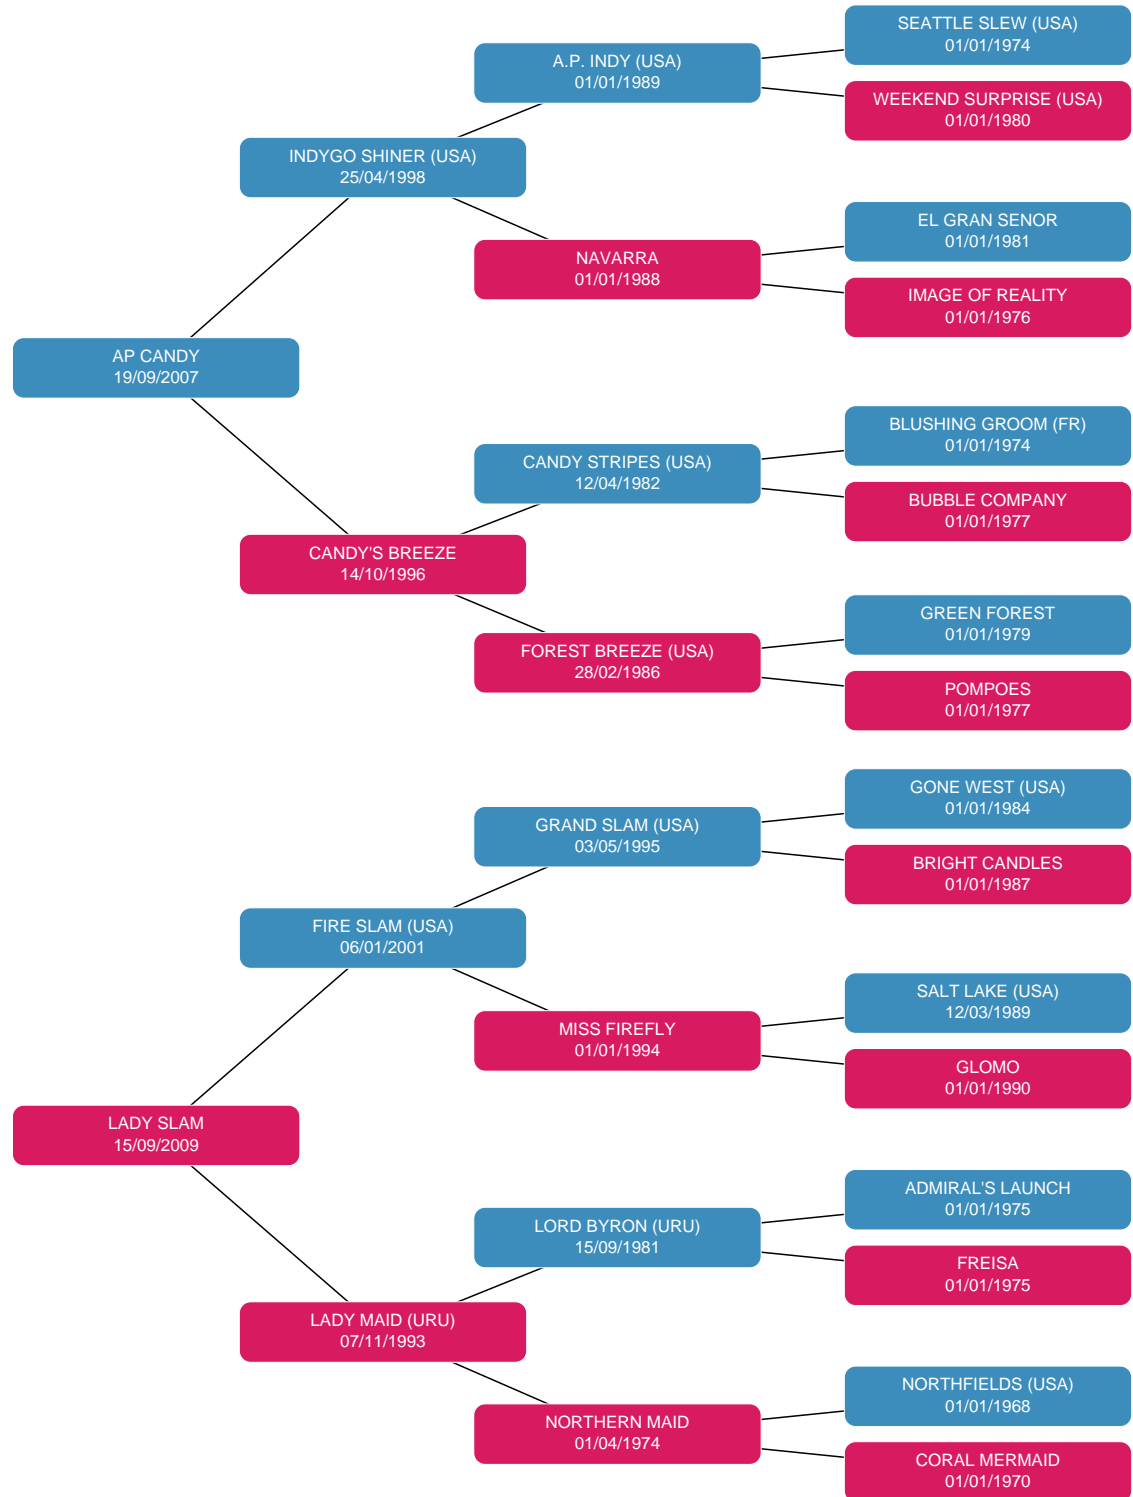 SEATTLE SLEW (USA)
01/01/1974
A.P. INDY (USA)
01/01/1989
WEEKEND SURPRISE (USA)
01/01/1980
INDYGO SHINER (USA)
25/04/1998
EL GRAN SENOR
01/01/1981
NAVARRA
01/01/1988
IMAGE OF REALITY
01/01/1976
AP CANDY
19/09/2007
BLUSHING GROOM (FR)
01/01/1974
CANDY STRIPES (USA)
12/04/1982
BUBBLE COMPANY
01/01/1977
CANDY'S BREEZE
14/10/1996
GREEN FOREST
01/01/1979
FOREST BREEZE (USA)
28/02/1986
POMPOES
01/01/1977
GONE WEST (USA)
01/01/1984
GRAND SLAM (USA)
03/05/1995
BRIGHT CANDLES
01/01/1987
FIRE SLAM (USA)
06/01/2001
SALT LAKE (USA)
12/03/1989
MISS FIREFLY
01/01/1994
GLOMO
01/01/1990
LADY SLAM
15/09/2009
ADMIRAL'S LAUNCH
01/01/1975
LORD BYRON (URU)
15/09/1981
FREISA
01/01/1975
LADY MAID (URU)
07/11/1993
NORTHFIELDS (USA)
01/01/1968
NORTHERN MAID
01/04/1974
CORAL MERMAID
01/01/1970